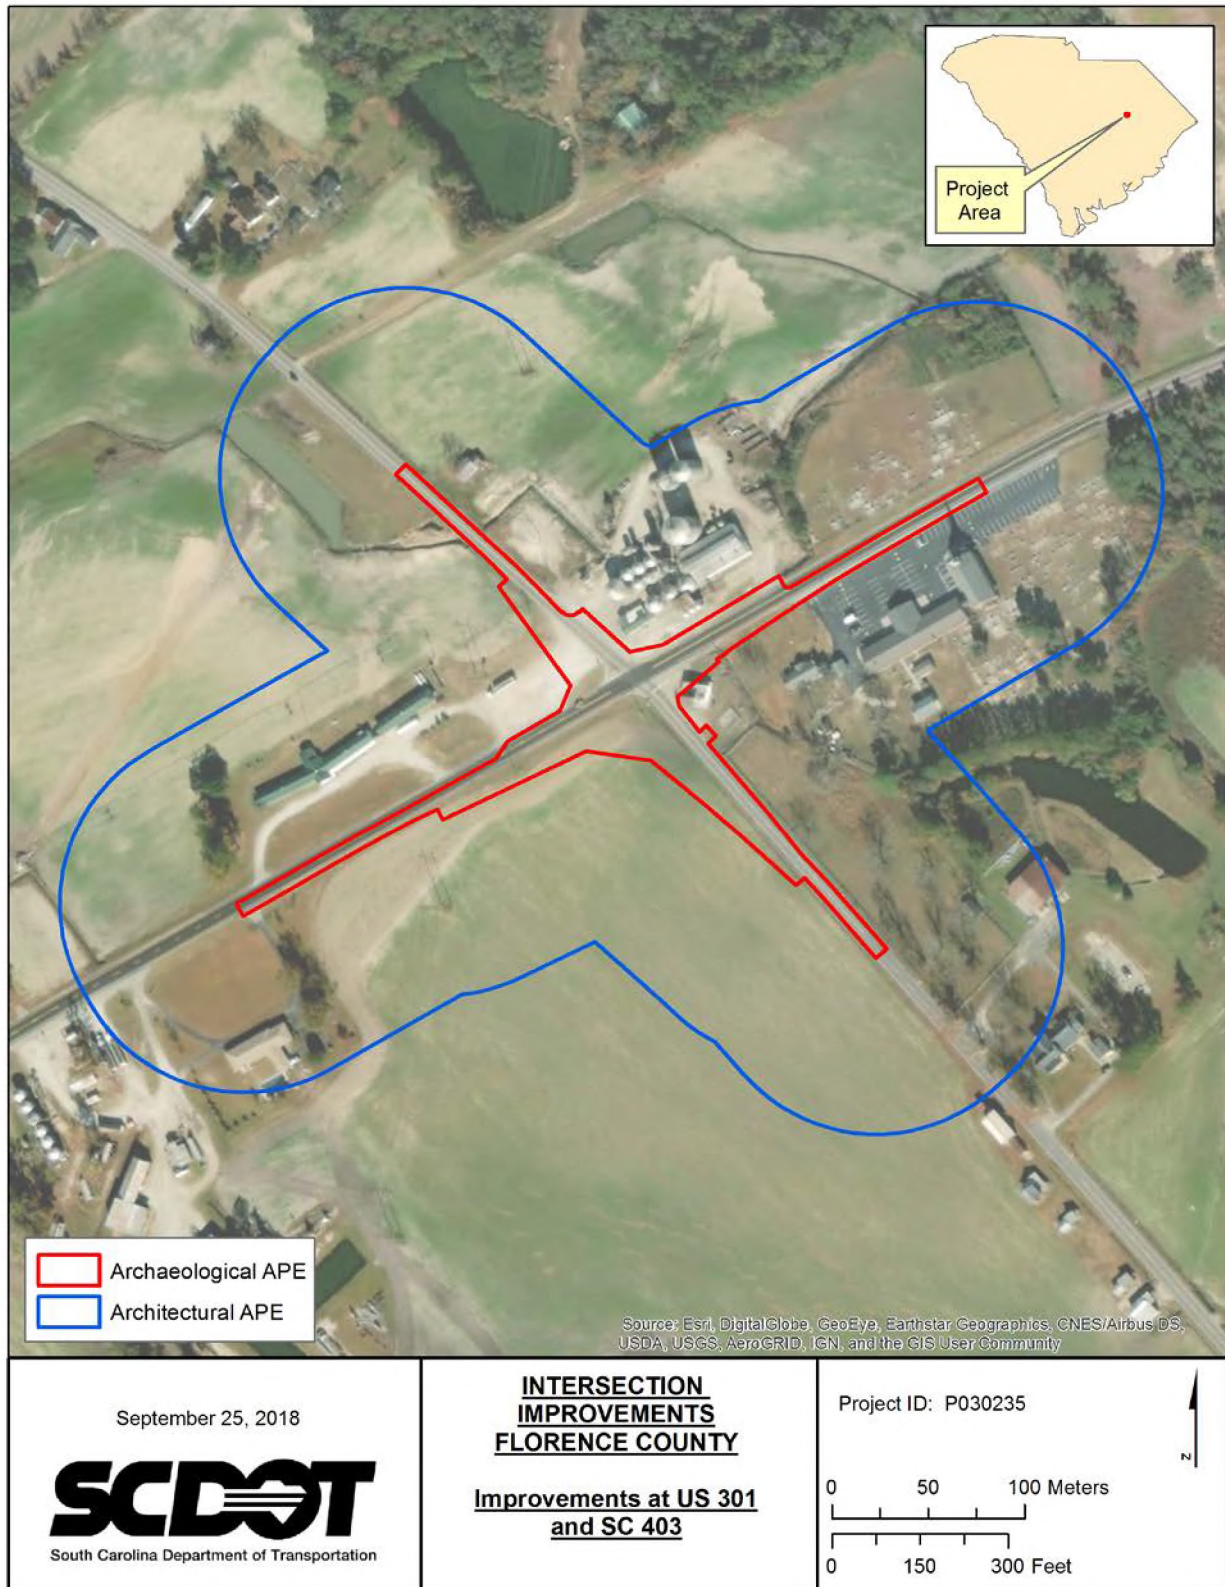 Project
Area
Archaeological APE
Architectural APE
Source: Esri, DigitalGlobe, GeoEye, Earthstar Geographics, CNES/Airbus DS,
USDA, USGS, AeroGRID, IGN, and the GIS User Community
September 25, 2018
SCDOT
South Carolina Department of Transportation
INTERSECTION
IMPROVEMENTS
FLORENCE COUNTY
Improvements at US 301
and SC 403
Project ID: P030235
N
0 50 100 Meters
0 150 300 Feet